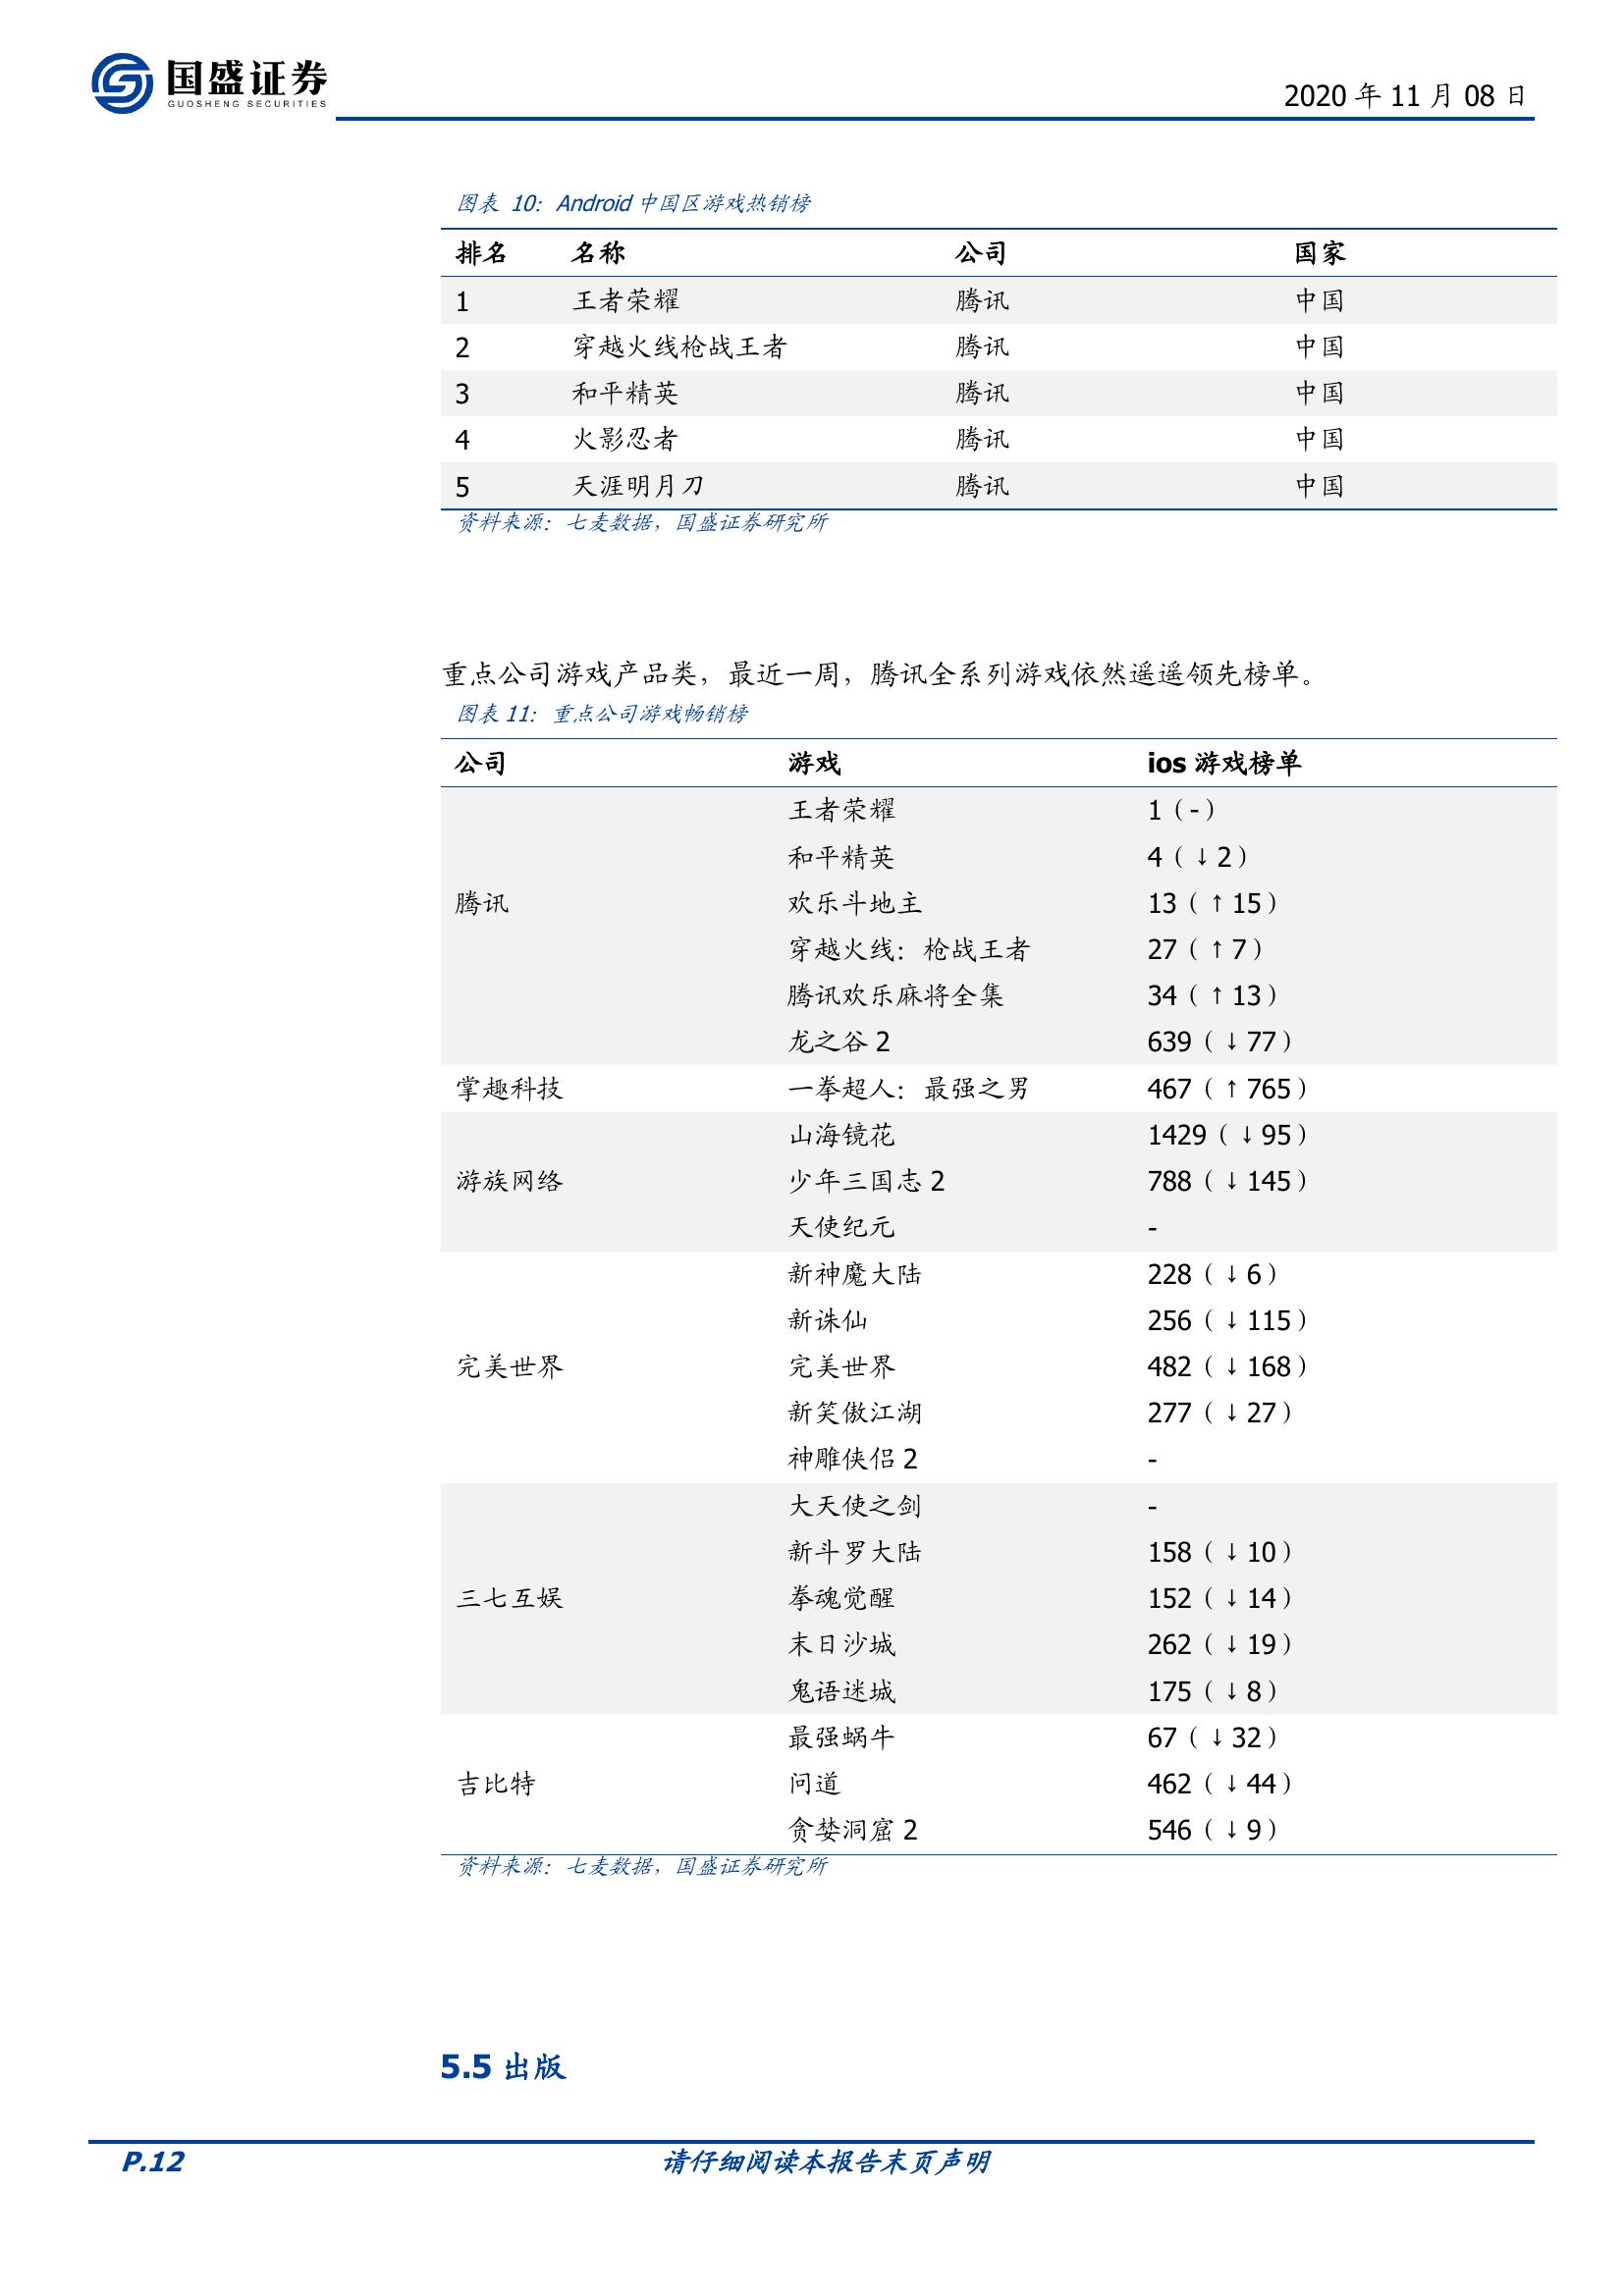 国盛证券
GUOSHENG SECURITIES
2020 年 11 月 08 日
图表 10：Android 中国区游戏热销榜
排名 名称 公司 国家
1 王者荣耀 腾讯 中国
2 穿越火线枪战王者 腾讯 中国
3 和平精英 腾讯 中国
4 火影忍者 腾讯 中国
5 天涯明月刀 腾讯 中国
资料来源：七麦数据，国盛证券研究所
重点公司游戏产品类，最近一周，腾讯全系列游戏依然遥遥领先榜单。
图表 11：重点公司游戏畅销榜
公司 游戏 ios 游戏榜单
王者荣耀 1（-）
和平精英 4（↓2）
腾讯 欢乐斗地主 13（↑15）
穿越火线：枪战王者 27（↑7）
腾讯欢乐麻将全集 34（↑13）
龙之谷 2 639（↓77）
掌趣科技 一拳超人：最强之男 467（↑765）
山海镜花 1429（↓95）
游族网络 少年三国志 2 788（↓145）
天使纪元 -
新神魔大陆 228（↓6）
新诛仙 256（↓115）
完美世界 完美世界 482（↓168）
新笑傲江湖 277（↓27）
神雕侠侣 2 -
大天使之剑 -
新斗罗大陆 158（↓10）
三七互娱 拳魂觉醒 152（↓14）
末日沙城 262（↓19）
鬼语迷城 175（↓8）
最强蜗牛 67（↓32）
吉比特 问道 462（↓44）
贪婪洞窟 2 546（↓9）
资料来源：七麦数据，国盛证券研究所
5.5 出版
P.12 请仔细阅读本报告末页声明